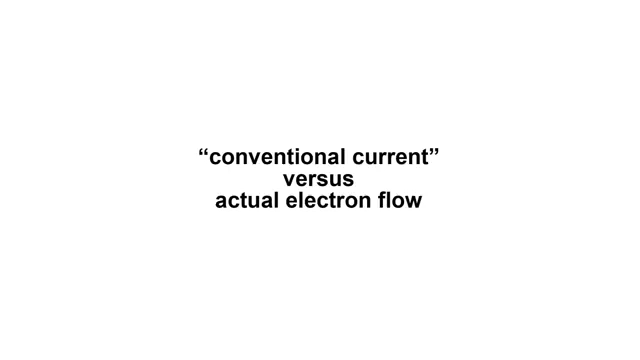 “conventional current”
versus
actual electron flow